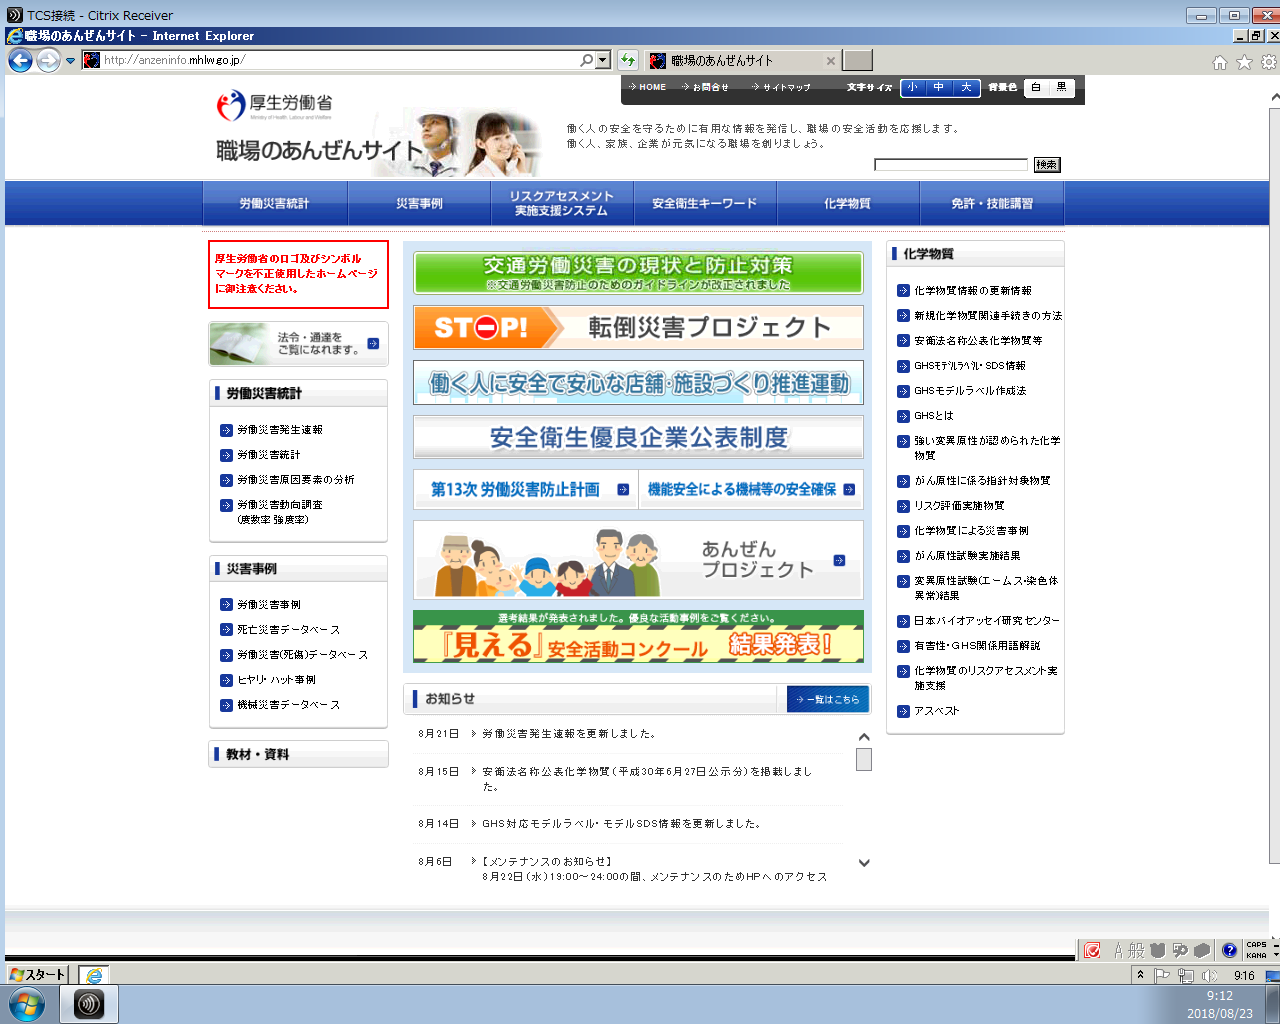 TCS接続 - Citrix Receiver
職場のあんぜんサイト - Internet Explorer
http://anzeninfo.mhlw.go.jp/
職場のあんぜんサイト
HOME お問合せ サイトマップ 文字サイズ 小 中 大 背景色 白 黒
厚生労働省
Ministry of Health, Labour and Welfare
職場のあんぜんサイト
働く人の安全を守るために有用な情報を発信し、職場の安全活動を応援します。
働く人、家族、企業が元気になる職場を創りましょう。
検索
労働災害統計
災害事例
リスクアセスメント
実施支援システム
安全衛生キーワード
化学物質
免許・技能講習
厚生労働省のロゴ及びシンボル
マークを不正使用したホームページ
に御注意ください。
法令・通達を
ご覧になれます。
労働災害統計
労働災害発生速報
労働災害統計
労働災害原因要素の分析
労働災害動向調査
(度数率 強度率)
災害事例
労働災害事例
死亡災害データベース
労働災害(死傷)データベース
ヒヤリ・ハット事例
機械災害データベース
教材・資料
交通労働災害の現状と防止対策
※交通労働災害防止のためのガイドラインが改正されました
STOP! 転倒災害プロジェクト
働く人に安全で安心な店舗・施設づくり推進運動
安全衛生優良企業公表制度
第13次 労働災害防止計画
機能安全による機械等の安全確保
あんぜん
プロジェクト
選考結果が発表されました。優良な活動事例をご覧ください。
『見える』安全活動コンクール 結果発表!
お知らせ
一覧はこちら
8月21日 労働災害発生速報を更新しました。
8月15日 安衛法名称公表化学物質（平成30年6月27日公示分）を掲載しまし
た。
8月14日 GHS対応モデルラベル・モデルSDS情報を更新しました。
8月6日 【メンテナンスのお知らせ】
8月22日（水）19:00～24:00の間、メンテナンスのためHPへのアクセス
化学物質
化学物質情報の更新情報
新規化学物質関連手続きの方法
安衛法名称公表化学物質等
GHSﾓﾃﾞﾙﾗﾍﾞﾙ・SDS情報
GHSモデルラベル作成法
GHSとは
強い変異原性が認められた化学
物質
がん原性に係る指針対象物質
リスク評価実施物質
化学物質による災害事例
がん原性試験実施結果
変異原性試験(エームス・染色体
異常)結果
日本バイオアッセイ研究センター
有害性・GHS関係用語解説
化学物質のリスクアセスメント実
施支援
アスベスト
A 般
CAPS
KANA
スタート
9:16
9:12
2018/08/23